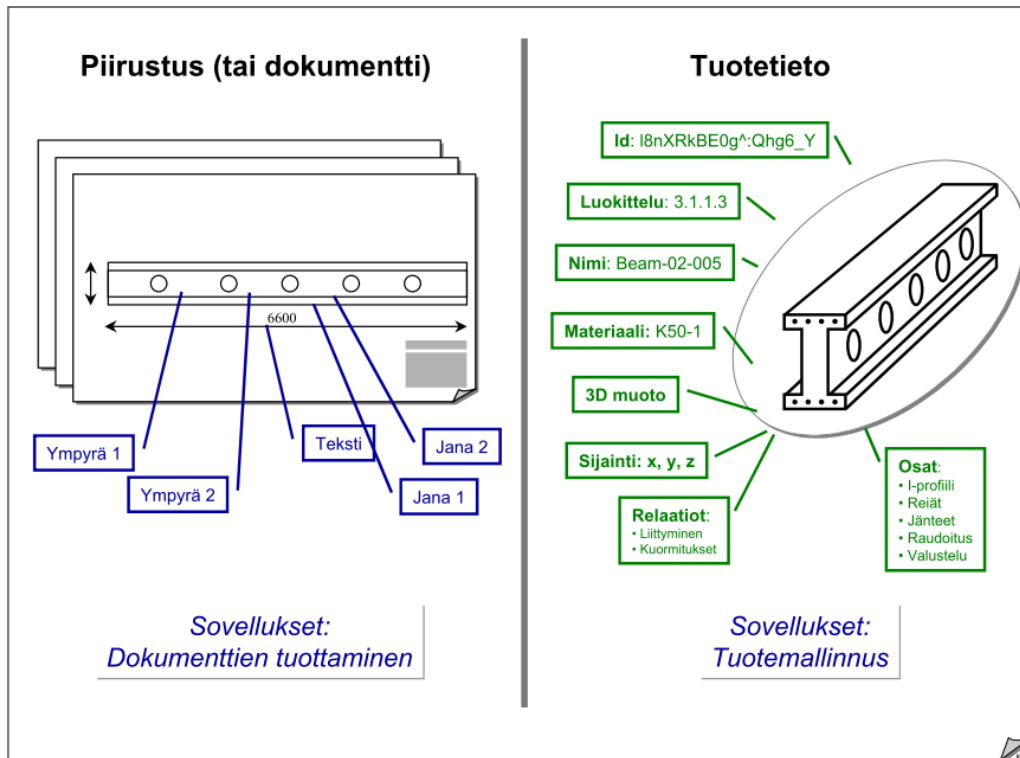 Piirustus (tai dokumentti)
6600
Ympyrä 1
Ympyrä 2
Teksti
Jana 2
Jana 1
Sovellukset:
Dokumenttien tuottaminen
Tuotetieto
Id: l8nXRkBE0g^:Qhg6_Y
Luokittelu: 3.1.1.3
Nimi: Beam-02-005
Materiaali: K50-1
3D muoto
Sijainti: x, y, z
Relaatiot:
• Liittyminen
• Kuormitukset
Osat:
• I-profiili
• Reiät
• Jänteet
• Raudoitus
• Valustelu
Sovellukset:
Tuotemallinnus